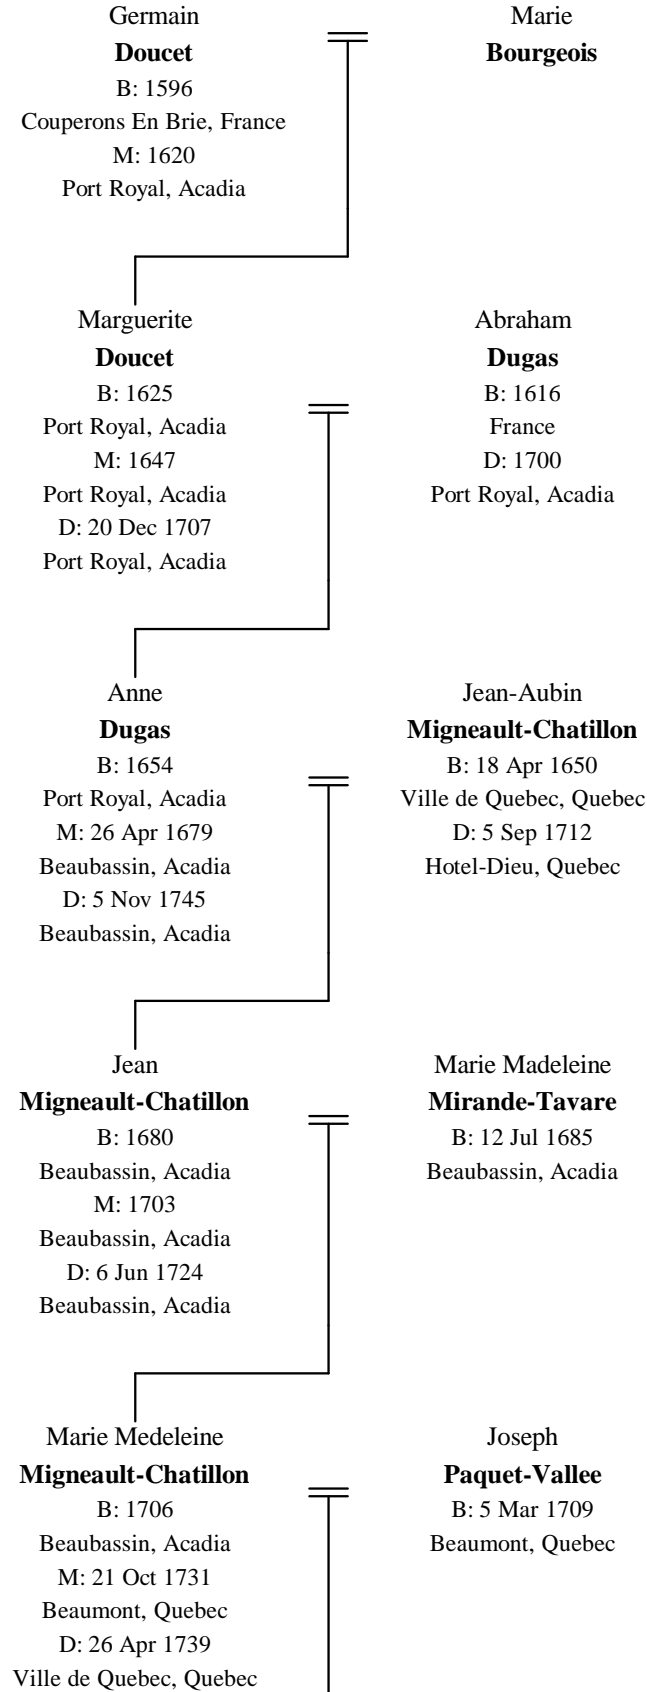 Germain
Doucet
B: 1596
Couperons En Brie, France
M: 1620
Port Royal, Acadia
Marie
Bourgeois
Marguerite
Doucet
B: 1625
Port Royal, Acadia
M: 1647
Port Royal, Acadia
D: 20 Dec 1707
Port Royal, Acadia
Abraham
Dugas
B: 1616
France
D: 1700
Port Royal, Acadia
Anne
Dugas
B: 1654
Port Royal, Acadia
M: 26 Apr 1679
Beaubassin, Acadia
D: 5 Nov 1745
Beaubassin, Acadia
Jean-Aubin
Migneault-Chatillon
B: 18 Apr 1650
Ville de Quebec, Quebec
D: 5 Sep 1712
Hotel-Dieu, Quebec
Jean
Migneault-Chatillon
B: 1680
Beaubassin, Acadia
M: 1703
Beaubassin, Acadia
D: 6 Jun 1724
Beaubassin, Acadia
Marie Madeleine
Mirande-Tavare
B: 12 Jul 1685
Beaubassin, Acadia
Marie Medeleine
Migneault-Chatillon
B: 1706
Beaubassin, Acadia
M: 21 Oct 1731
Beaumont, Quebec
D: 26 Apr 1739
Ville de Quebec, Quebec
Joseph
Paquet-Vallee
B: 5 Mar 1709
Beaumont, Quebec